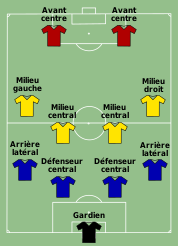 Avant
centre
Avant
centre
Milieu
gauche
Milieu
droit
Milieu
central
Milieu
central
Arrière
latéral
Arrière
latéral
Défenseur
central
Défenseur
central
Gardien